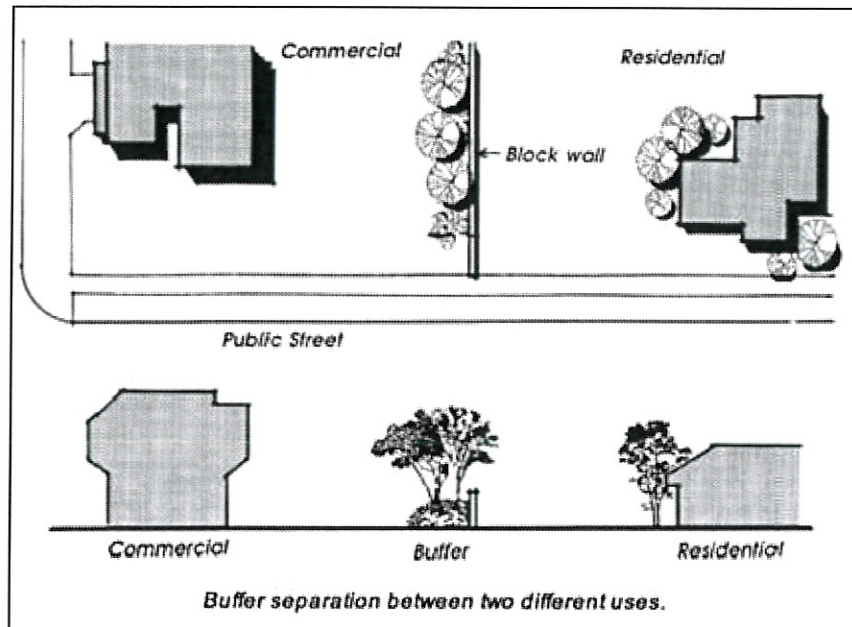 Commercial
Residential
Block wall
Public Street
Commercial
Buffer
Residential
Buffer separation between two different uses.